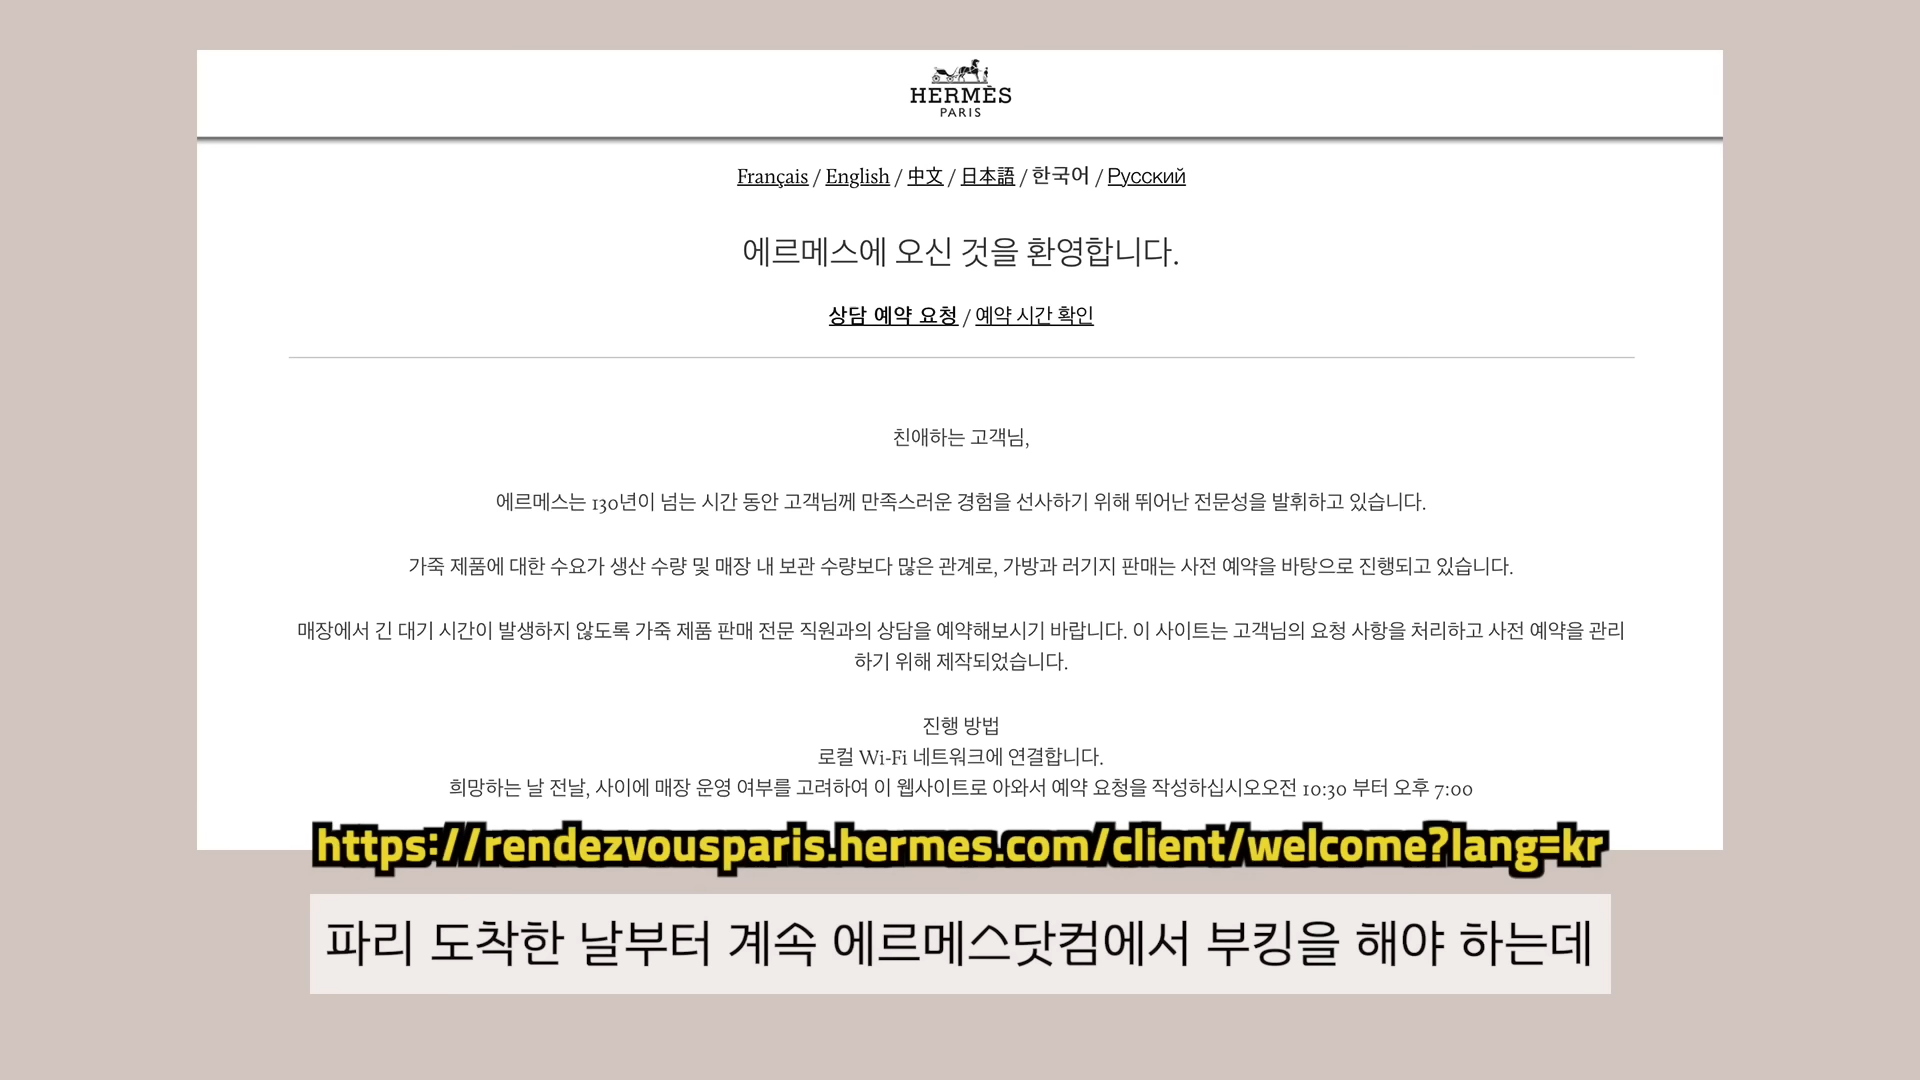 HERMÈS
PARIS
Français / English / 中文 / 日本語 / 한국어 / Русский
에르메스에 오신 것을 환영합니다.
상담 예약 요청 / 예약 시간 확인
친애하는 고객님,
에르메스는 130년이 넘는 시간 동안 고객님께 만족스러운 경험을 선사하기 위해 뛰어난 전문성을 발휘하고 있습니다.
가죽 제품에 대한 수요가 생산 수량 및 매장 내 보관 수량보다 많은 관계로, 가방과 러기지 판매는 사전 예약을 바탕으로 진행되고 있습니다.
매장에서 긴 대기 시간이 발생하지 않도록 가죽 제품 판매 전문 직원과의 상담을 예약해보시기 바랍니다. 이 사이트는 고객님의 요청 사항을 처리하고 사전 예약을 관리
하기 위해 제작되었습니다.
진행 방법
로컬 Wi-Fi 네트워크에 연결합니다.
희망하는 날 전날, 사이에 매장 운영 여부를 고려하여 이 웹사이트로 아와서 예약 요청을 작성하십시오오전 10:30 부터 오후 7:00
https://rendezvousparis.hermes.com/client/welcome?lang=kr
파리 도착한 날부터 계속 에르메스닷컴에서 부킹을 해야 하는데